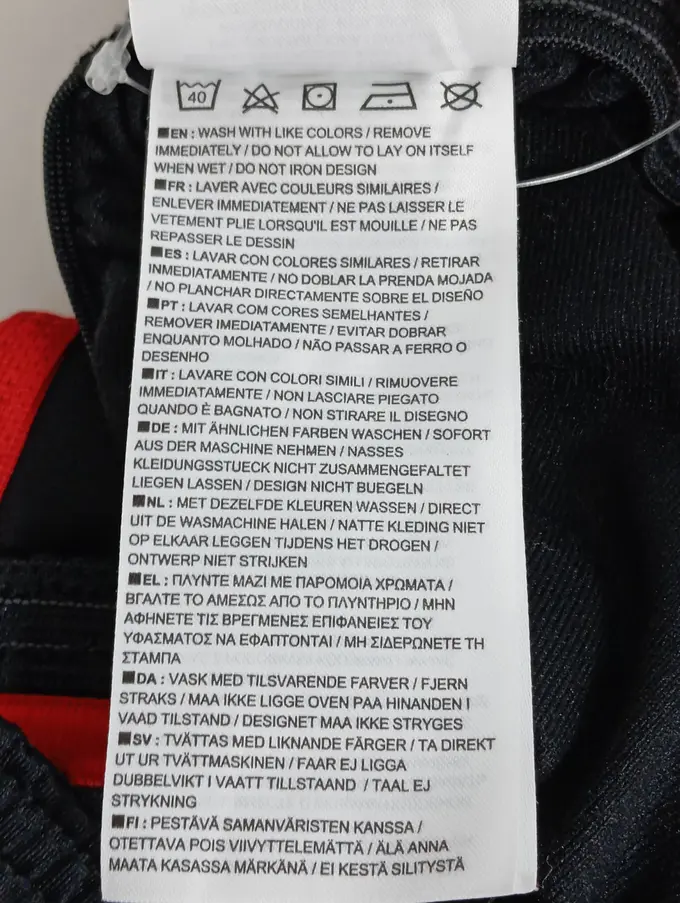 40
EN : WASH WITH LIKE COLORS / REMOVE
IMMEDIATELY / DO NOT ALLOW TO LAY ON ITSELF
WHEN WET / DO NOT IRON DESIGN
FR : LAVER AVEC COULEURS SIMILAIRES /
ENLEVER IMMEDIATEMENT / NE PAS LAISSER LE
VETEMENT PLIE LORSQU'IL EST MOUILLE / NE PAS
REPASSER LE DESSIN
ES : LAVAR CON COLORES SIMILARES / RETIRAR
INMEDIATAMENTE / NO DOBLAR LA PRENDA MOJADA
/ NO PLANCHAR DIRECTAMENTE SOBRE EL DISEÑO
PT : LAVAR COM CORES SEMELHANTES /
REMOVER IMEDIATAMENTE / EVITAR DOBRAR
ENQUANTO MOLHADO / NÃO PASSAR A FERRO O
DESENHO
IT : LAVARE CON COLORI SIMILI / RIMUOVERE
IMMEDIATAMENTE / NON LASCIARE PIEGATO
QUANDO È BAGNATO / NON STIRARE IL DISEGNO
DE : MIT ÄHNLICHEN FARBEN WASCHEN / SOFORT
AUS DER MASCHINE NEHMEN / NASSES
KLEIDUNGSSTUECK NICHT ZUSAMMENGEFALTET
LIEGEN LASSEN / DESIGN NICHT BUEGELN
NL : MET DEZELFDE KLEUREN WASSEN / DIRECT
UIT DE WASMACHINE HALEN / NATTE KLEDING NIET
OP ELKAAR LEGGEN TIJDENS HET DROGEN /
ONTWERP NIET STRIJKEN
EL : ΠΛΥΝΤΕ ΜΑΖΙ ΜΕ ΠΑΡΟΜΟΙΑ ΧΡΩΜΑΤΑ /
ΒΓΑΛΤΕ ΤΟ ΑΜΕΣΩΣ ΑΠΟ ΤΟ ΠΛΥΝΤΗΡΙΟ / ΜΗΝ
ΑΦΗΝΕΤΕ ΤΙΣ ΒΡΕΓΜΕΝΕΣ ΕΠΙΦΑΝΕΙΕΣ ΤΟΥ
ΥΦΑΣΜΑΤΟΣ ΝΑ ΕΦΑΠΤΟΝΤΑΙ / ΜΗ ΣΙΔΕΡΩΝΕΤΕ ΤΗ
ΣΤΑΜΠΑ
DA : VASK MED TILSVARENDE FARVER / FJERN
STRAKS / MAA IKKE LIGGE OVEN PAA HINANDEN I
VAAD TILSTAND / DESIGNET MAA IKKE STRYGES
SV : TVÄTTAS MED LIKNANDE FÄRGER / TA DIREKT
UT UR TVÄTTMASKINEN / FAAR EJ LIGGA
DUBBELVIKT I VAATT TILLSTAAND / TAAL EJ
STRYKNING
FI : PESTÄVÄ SAMANVÄRISTEN KANSSA /
OTETTAVA POIS VIIVYTTELEMÄTTÄ / ÄLÄ ANNA
MAATA KASASSA MÄRKÄNÄ / EI KESTÄ SILITYSTÄ